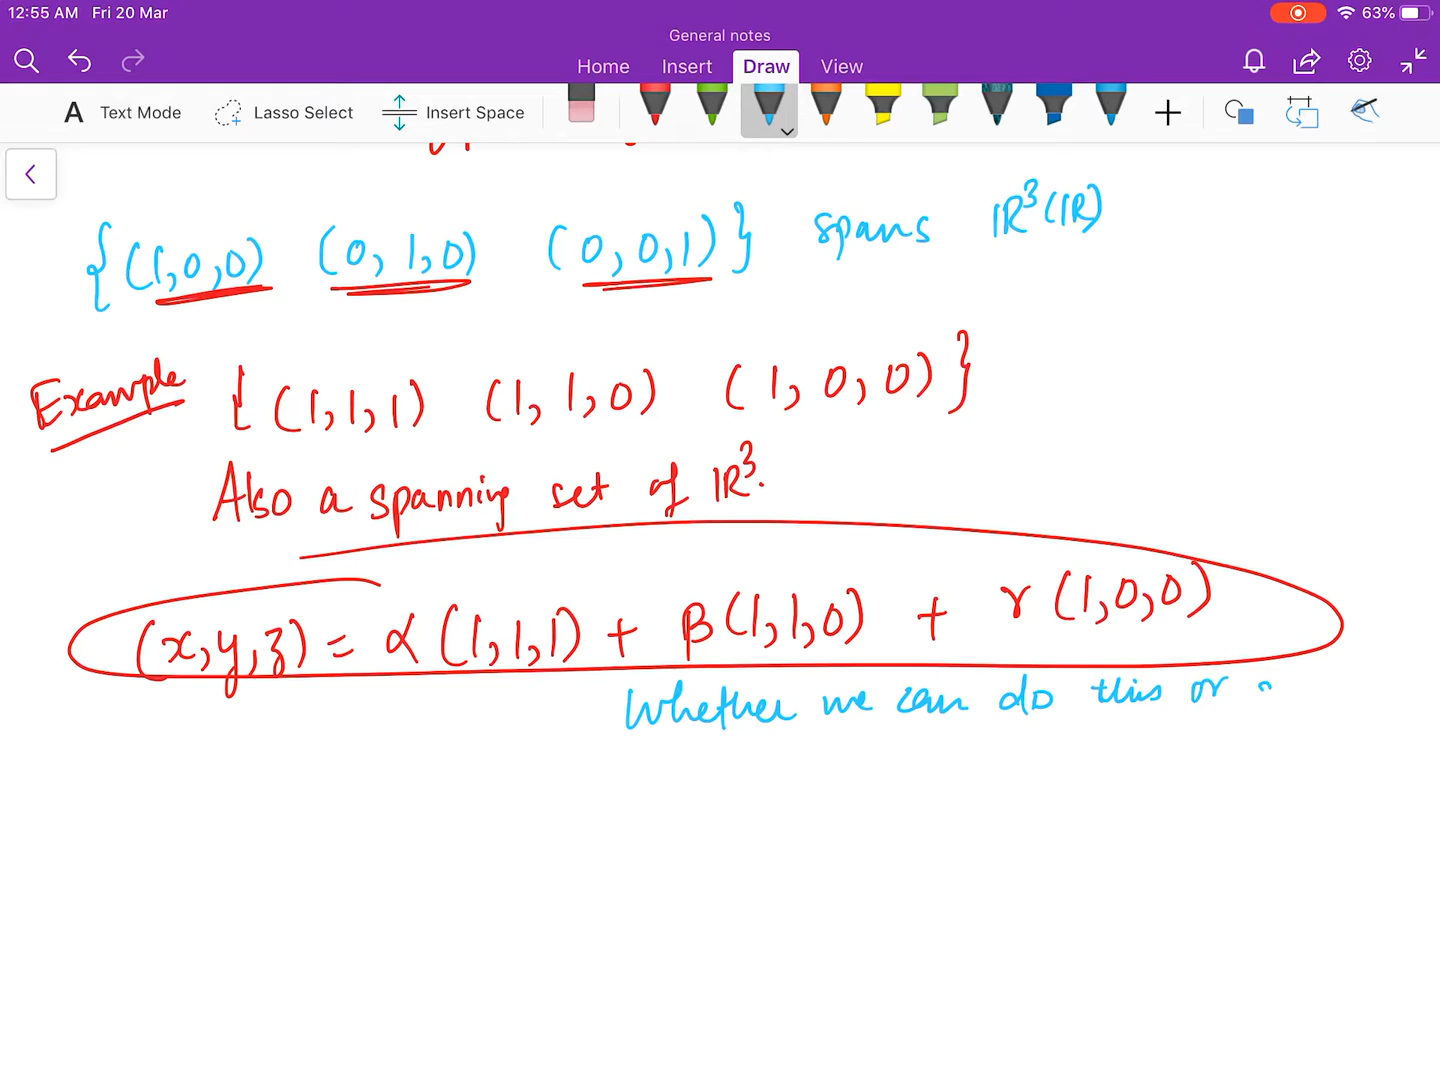 12:55 AM Fri 20 Mar 63%
General notes
Home Insert Draw View
A Text Mode Lasso Select Insert Space
{(1,0,0) (0,1,0) (0,0,1)} spans IR³(IR)
Example {(1,1,1) (1,1,0) (1,0,0)}
Also a spanning set of IR³.
(x,y,z) = α(1,1,1) + β(1,1,0) + γ(1,0,0)
Whether we can do this or